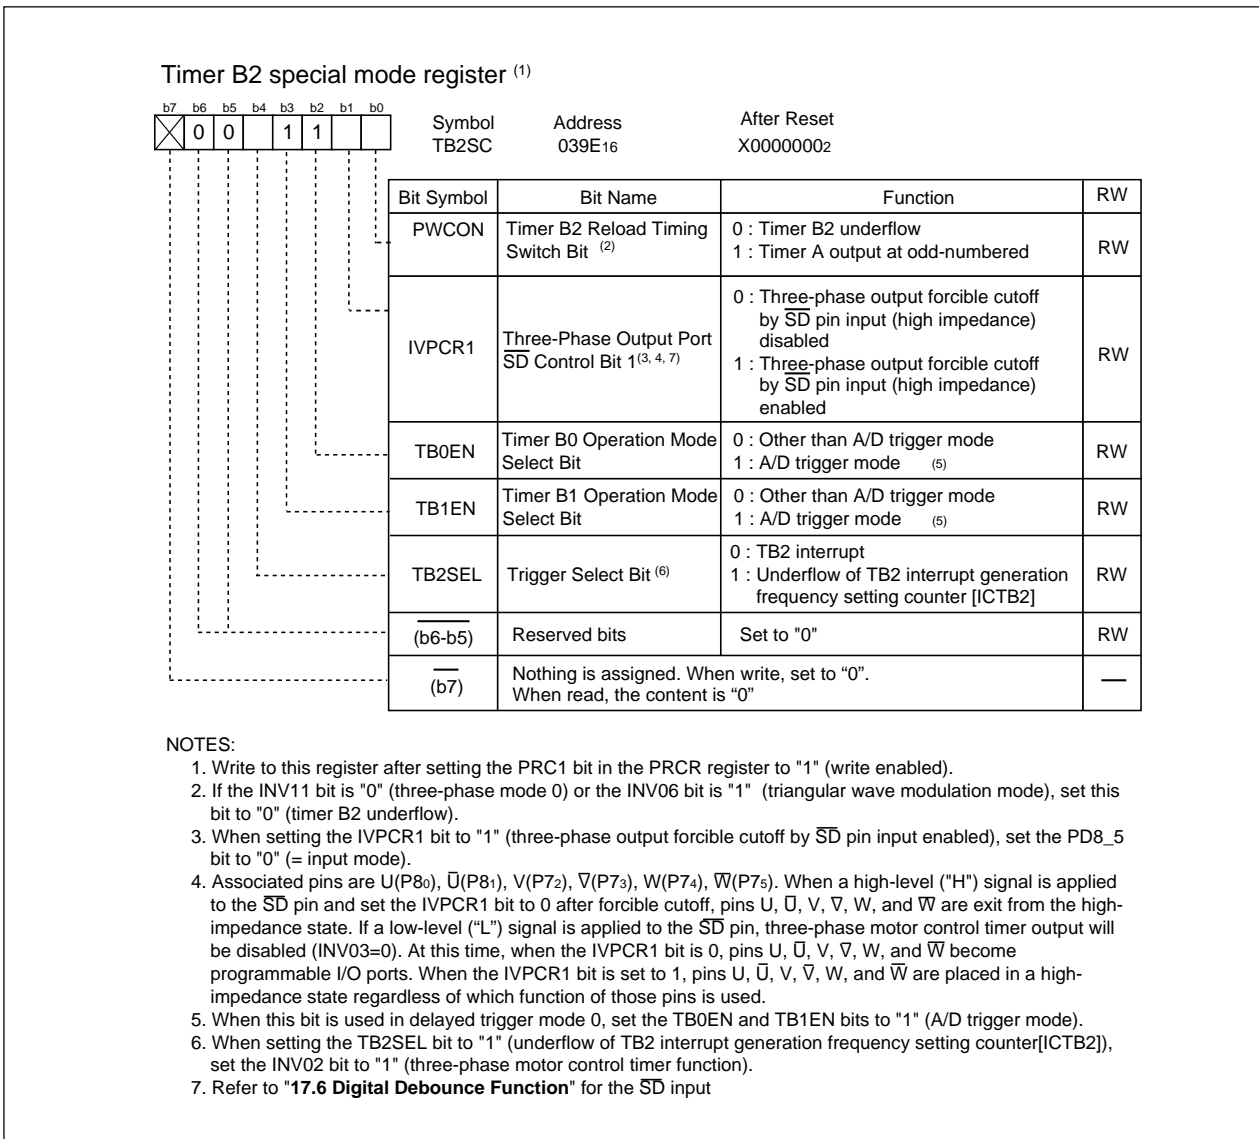 Timer B2 special mode register (1)
b7 b6 b5 b4 b3 b2 b1 b0
0 0 1 1
Symbol Address After Reset
TB2SC 039E16 X00000002
Bit Symbol Bit Name Function RW
PWCON Timer B2 Reload Timing Switch Bit (2)
0 : Timer B2 underflow
1 : Timer A output at odd-numbered
RW
IVPCR1
Three-Phase Output Port
S̅D̅ Control Bit 1(3, 4, 7)
0 : Three-phase output forcible cutoff
by S̅D̅ pin input (high impedance)
disabled
1 : Three-phase output forcible cutoff
by S̅D̅ pin input (high impedance)
enabled
RW
TB0EN
Timer B0 Operation Mode
Select Bit
0 : Other than A/D trigger mode
1 : A/D trigger mode (5)
RW
TB1EN
Timer B1 Operation Mode
Select Bit
0 : Other than A/D trigger mode
1 : A/D trigger mode (5)
RW
TB2SEL
Trigger Select Bit (6)
0 : TB2 interrupt
1 : Underflow of TB2 interrupt generation
frequency setting counter [ICTB2]
RW
(b6-b5) Reserved bits Set to "0" RW
(b7)
Nothing is assigned. When write, set to “0”.
When read, the content is “0”
—
NOTES:
1. Write to this register after setting the PRC1 bit in the PRCR register to "1" (write enabled).
2. If the INV11 bit is "0" (three-phase mode 0) or the INV06 bit is "1" (triangular wave modulation mode), set this
bit to "0" (timer B2 underflow).
3. When setting the IVPCR1 bit to "1" (three-phase output forcible cutoff by S̅D̅ pin input enabled), set the PD8_5
bit to "0" (= input mode).
4. Associated pins are U(P80), U̅(P81), V(P72), V̅(P73), W(P74), W̅(P75). When a high-level ("H") signal is applied
to the S̅D̅ pin and set the IVPCR1 bit to 0 after forcible cutoff, pins U, U̅, V, V̅, W, and W̅ are exit from the high-
impedance state. If a low-level (“L”) signal is applied to the S̅D̅ pin, three-phase motor control timer output will
be disabled (INV03=0). At this time, when the IVPCR1 bit is 0, pins U, U̅, V, V̅, W, and W̅ become
programmable I/O ports. When the IVPCR1 bit is set to 1, pins U, U̅, V, V̅, W, and W̅ are placed in a high-
impedance state regardless of which function of those pins is used.
5. When this bit is used in delayed trigger mode 0, set the TB0EN and TB1EN bits to "1" (A/D trigger mode).
6. When setting the TB2SEL bit to "1" (underflow of TB2 interrupt generation frequency setting counter[ICTB2]),
set the INV02 bit to "1" (three-phase motor control timer function).
7. Refer to "17.6 Digital Debounce Function" for the S̅D̅ input